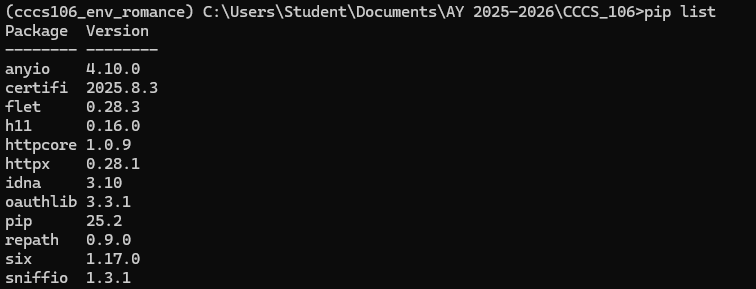 (cccs106_env_romance) C:\Users\Student\Documents\AY 2025-2026\CCCS_106>pip list
Package  Version
-------- --------
anyio    4.10.0
certifi  2025.8.3
flet     0.28.3
h11      0.16.0
httpcore 1.0.9
httpx    0.28.1
idna     3.10
oauthlib 3.3.1
pip      25.2
repath   0.9.0
six      1.17.0
sniffio  1.3.1